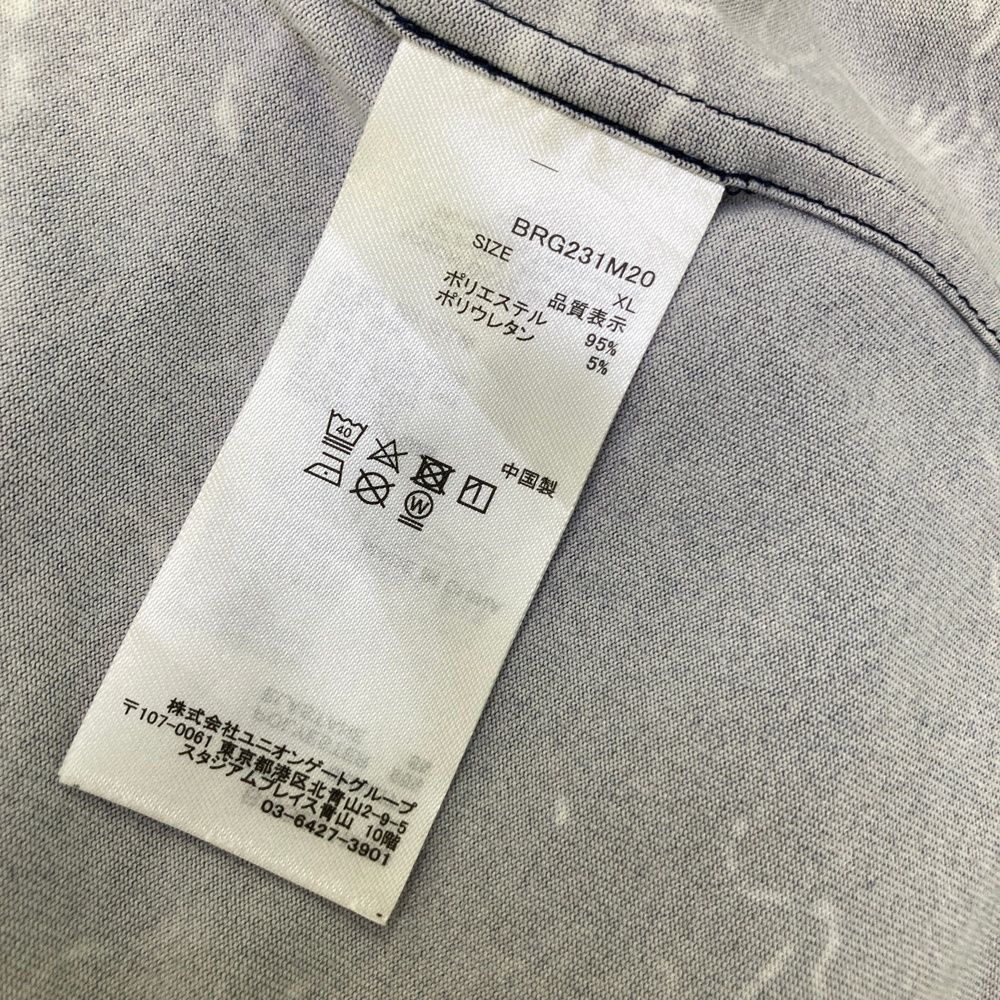 BRG231M20
SIZE XL
品質表示
ポリエステル 95%
ポリウレタン 5%
40
中国製
W
株式会社ユニオンゲートグループ
〒107-0061 東京都港区北青山2-9-5
スタジアムプレイス青山 10階
03-6427-3901